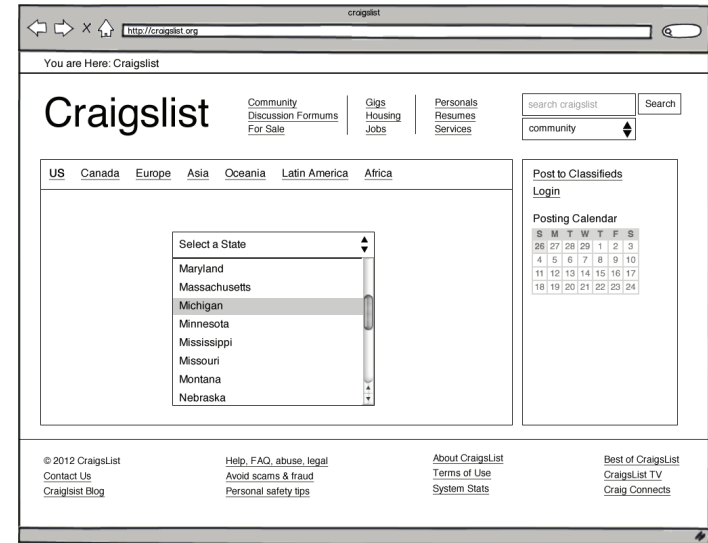 craigslist
http://craigslist.org
You are Here: Craigslist
Craigslist
Community
Discussion Formums
For Sale
Gigs
Housing
Jobs
Personals
Resumes
Services
search craigslist
Search
community
US Canada Europe Asia Oceania Latin America Africa
Select a State
Maryland
Massachusetts
Michigan
Minnesota
Mississippi
Missouri
Montana
Nebraska
Post to Classifieds
Login
Posting Calendar
S M T W T F S
26 27 28 29 1 2 3
4 5 6 7 8 9 10
11 12 13 14 15 16 17
18 19 20 21 22 23 24
© 2012 CraigsList
Contact Us
Craiglsist Blog
Help, FAQ, abuse, legal
Avoid scams & fraud
Personal safety tips
About CraigsList
Terms of Use
System Stats
Best of CraigsList
CraigsList TV
Craig Connects